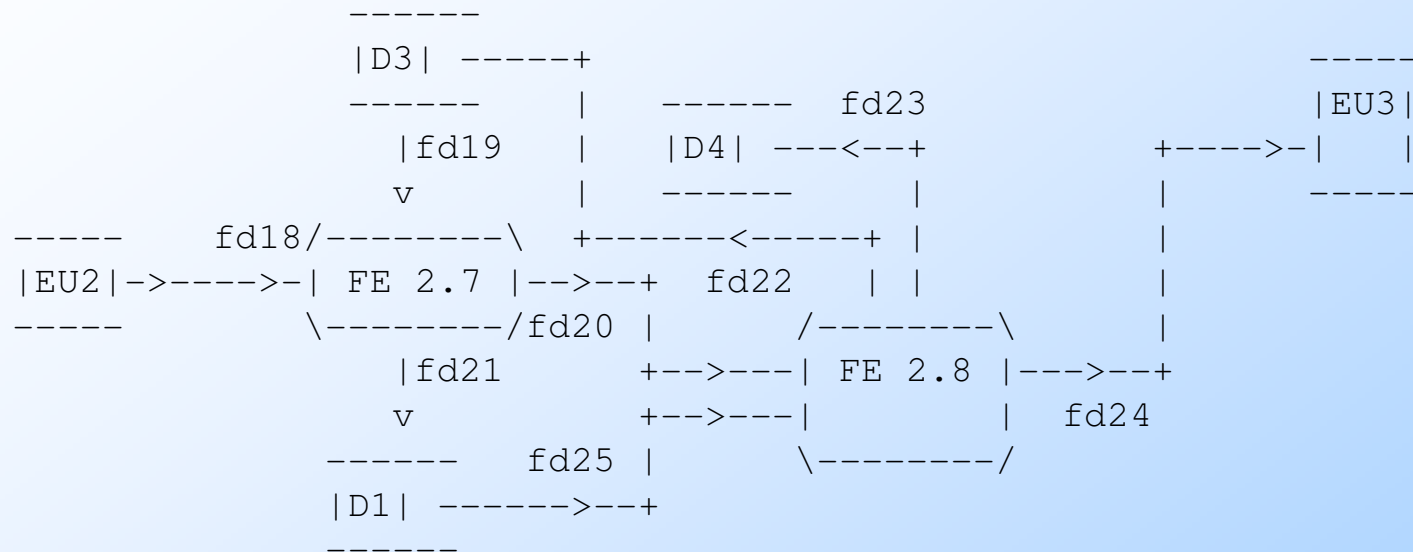 ------
|D3| -----+ -----
------ | ------ fd23 |EU3|
|fd19 | |D4| ---<--+ +---->-| |
v | ------ | | -----
----- fd18/--------\ +------<-----+ | |
|EU2|->---->-| FE 2.7 |-->--+ fd22 | | |
----- \--------/fd20 | /--------\ |
|fd21 +-->---| FE 2.8 |--->--+
v +-->---| | fd24
------ fd25 | \--------/
|D1| ------>--+
------